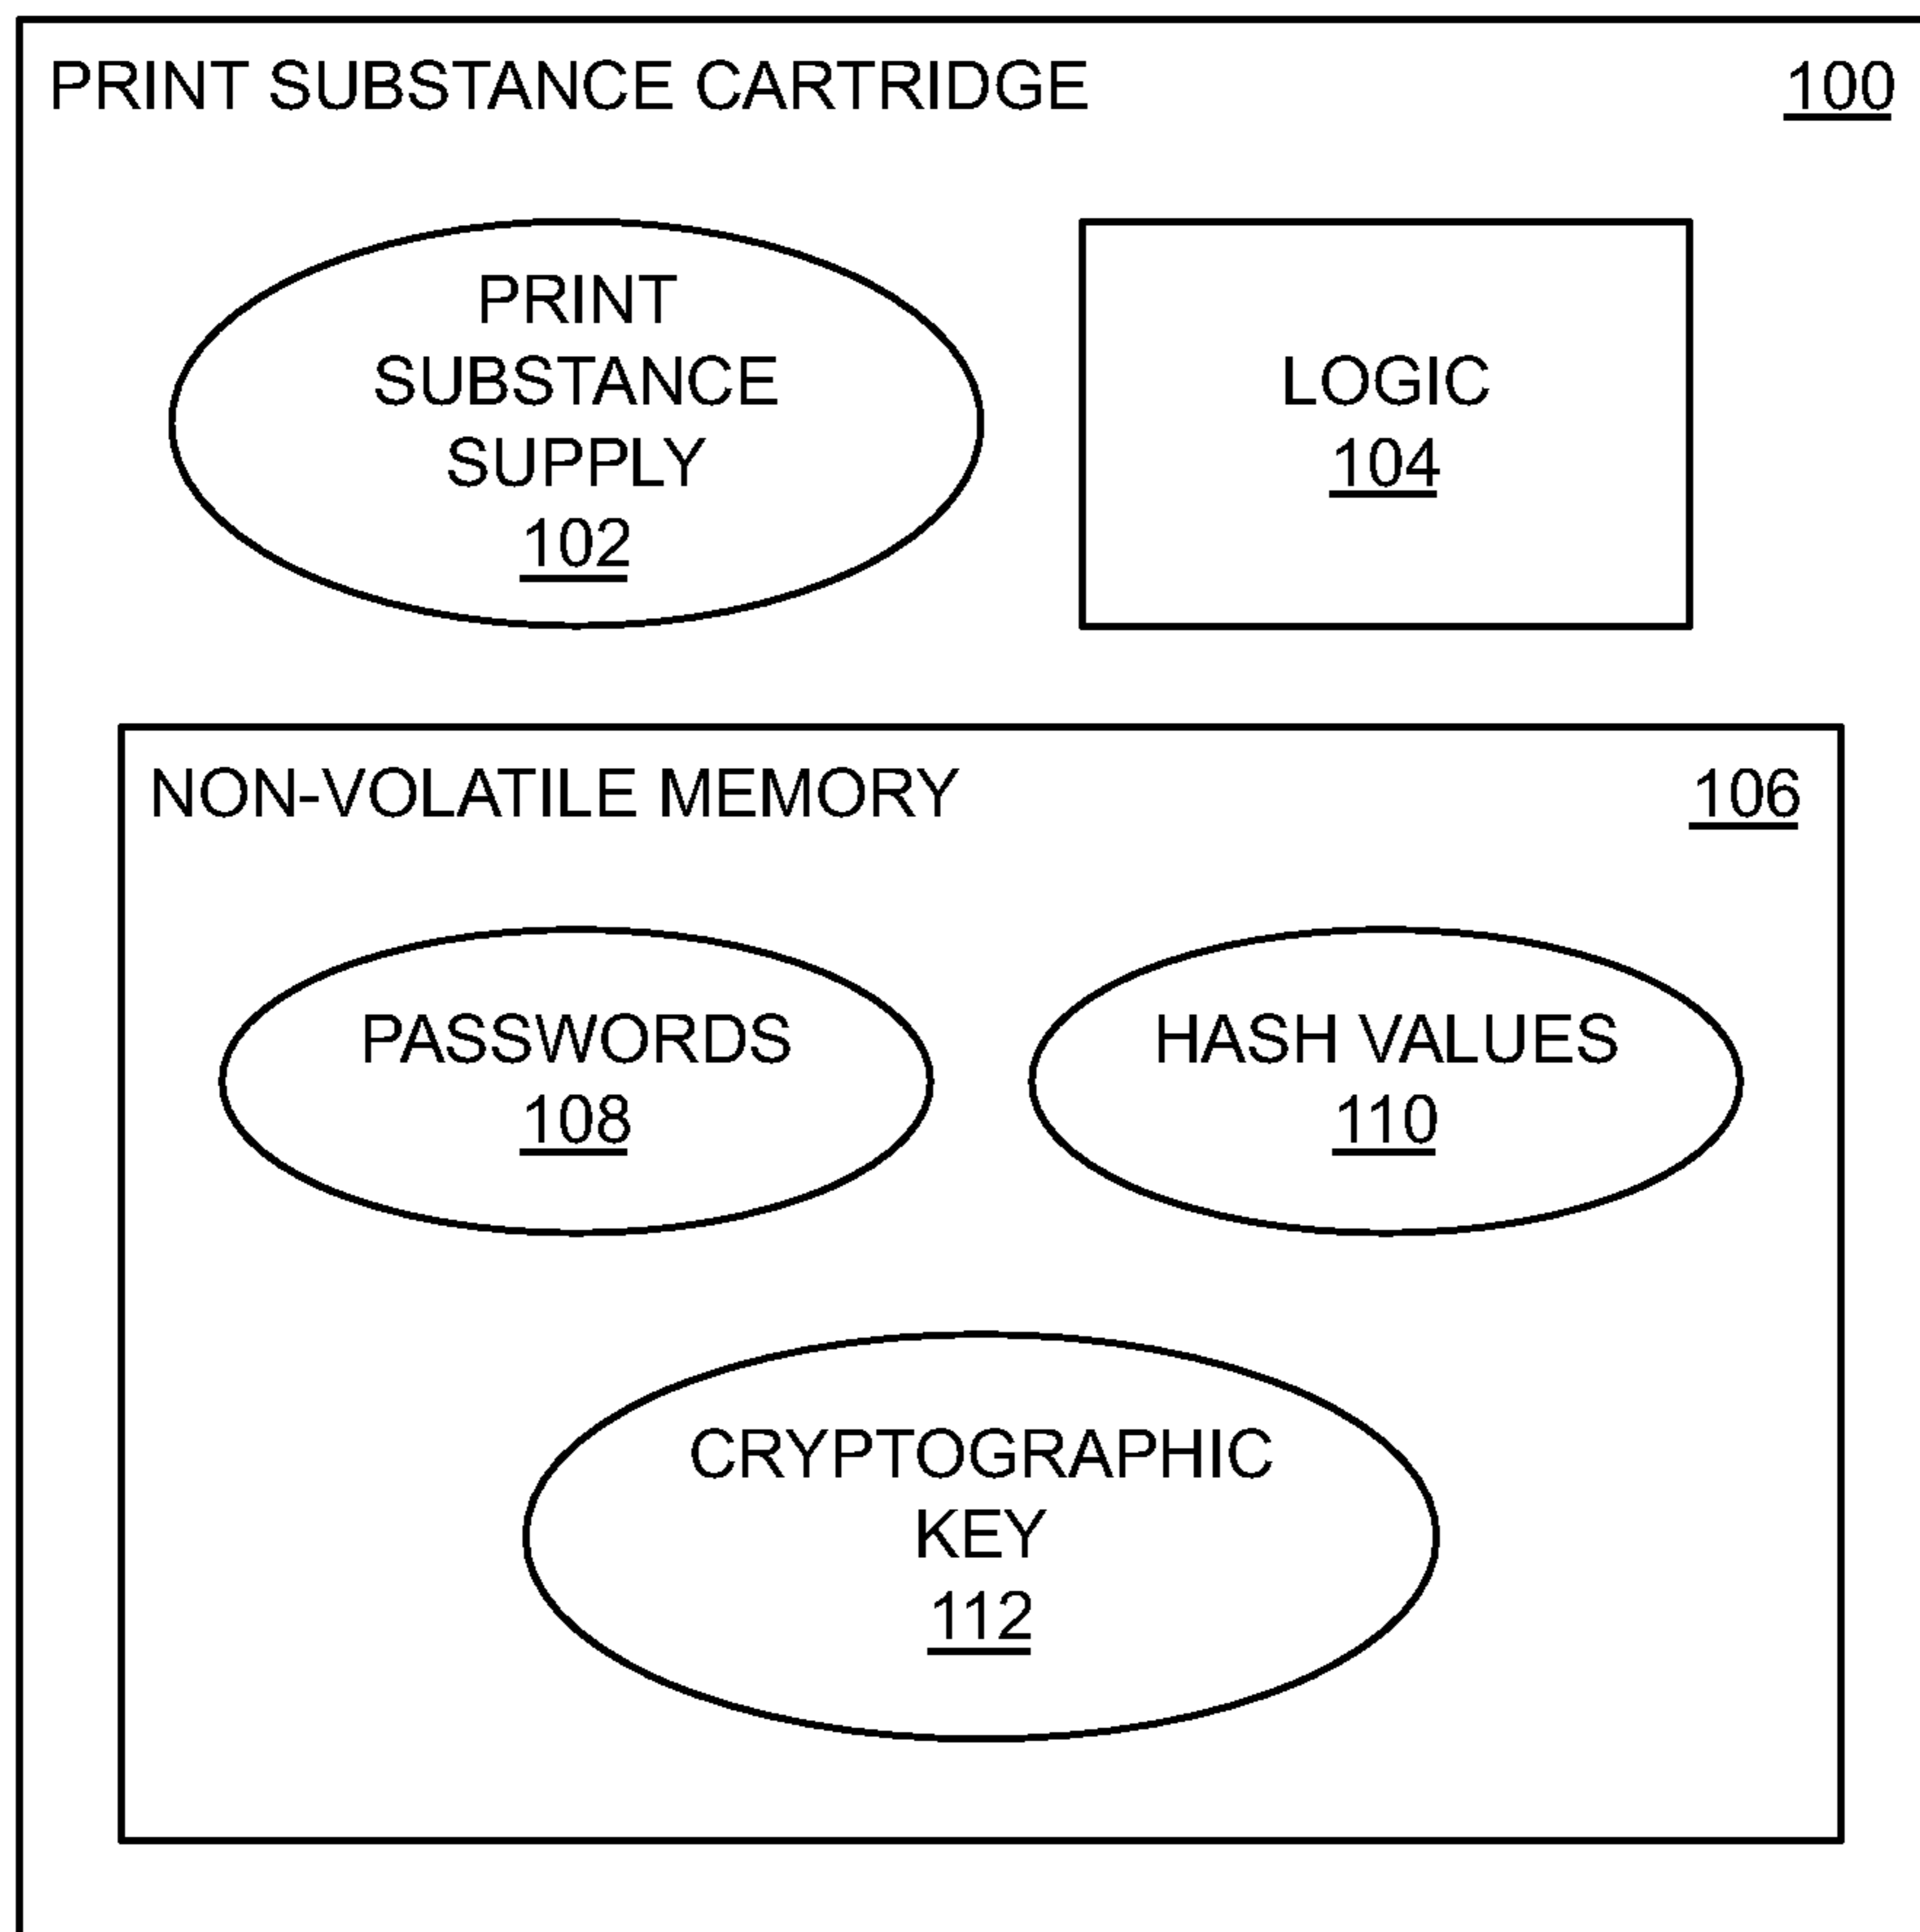 PRINT SUBSTANCE CARTRIDGE 100
PRINT
SUBSTANCE
SUPPLY
102
LOGIC
104
NON-VOLATILE MEMORY 106
PASSWORDS
108
HASH VALUES
110
CRYPTOGRAPHIC
KEY
112